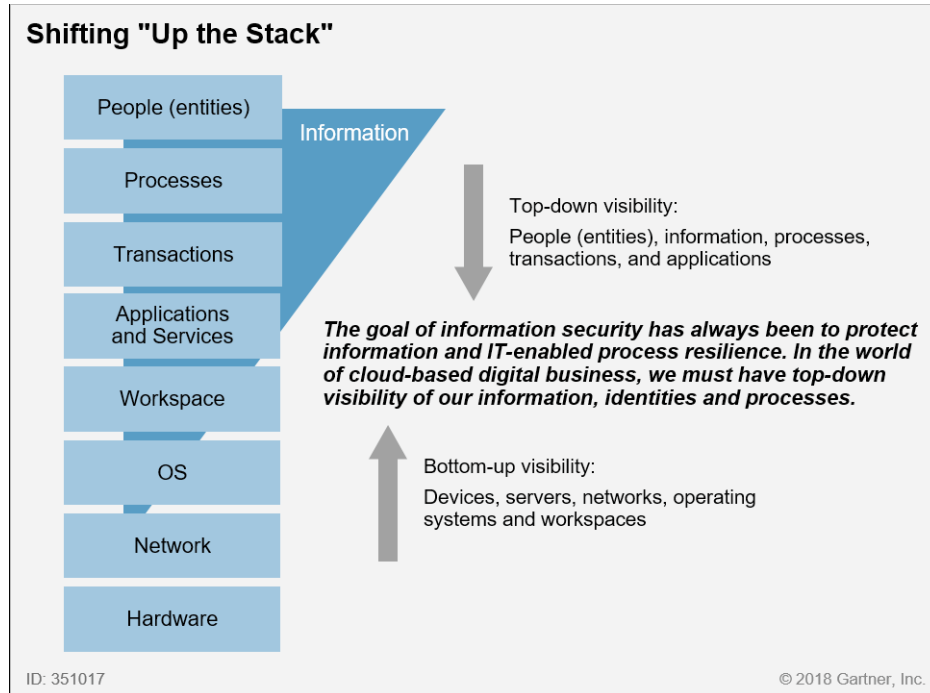 Shifting "Up the Stack"
People (entities)
Information
Processes
Transactions
Applications
and Services
Workspace
OS
Network
Hardware
Top-down visibility:
People (entities), information, processes,
transactions, and applications
The goal of information security has always been to protect
information and IT-enabled process resilience. In the world
of cloud-based digital business, we must have top-down
visibility of our information, identities and processes.
Bottom-up visibility:
Devices, servers, networks, operating
systems and workspaces
ID: 351017
© 2018 Gartner, Inc.